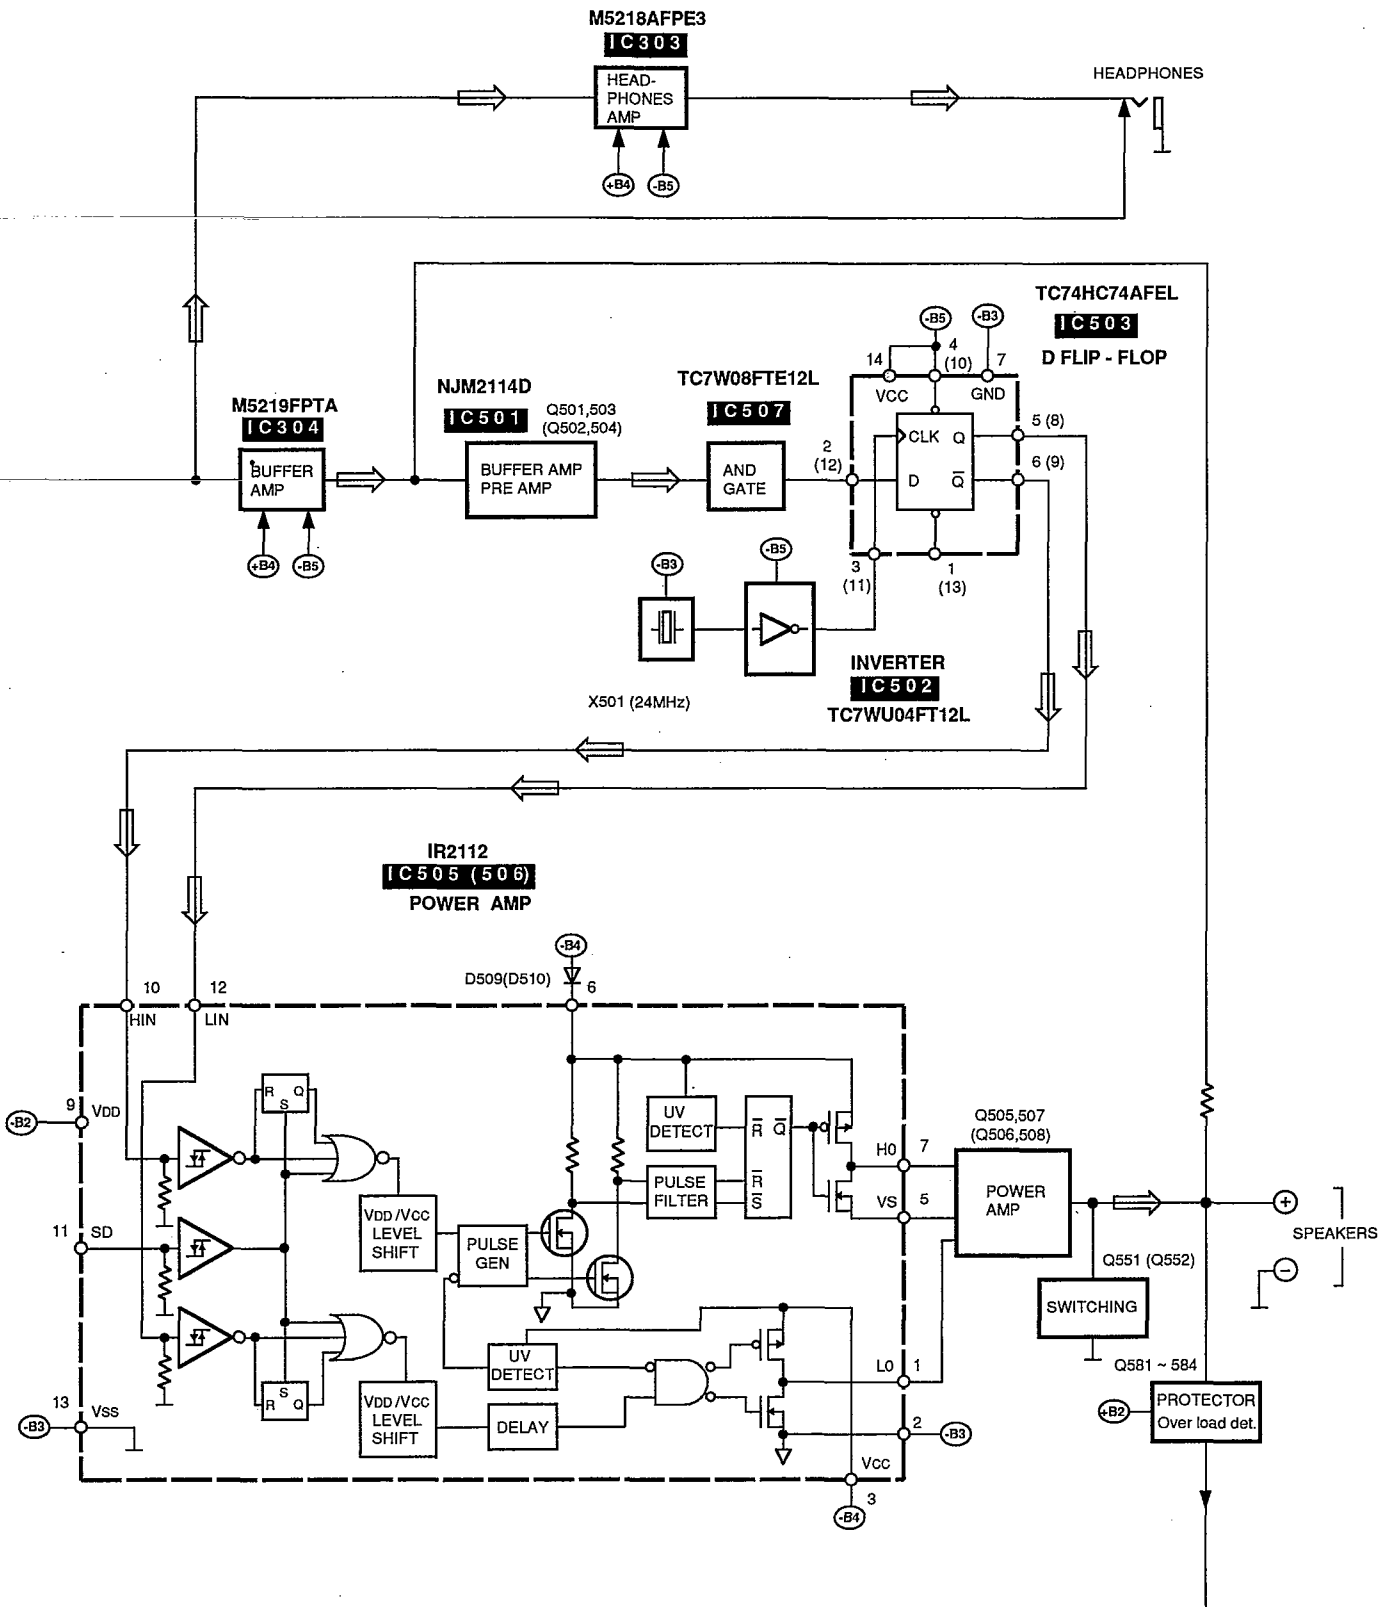 M5218AFPE3
IC303
HEAD-
PHONES
AMP
HEADPHONES
+B4
-B5
TC74HC74AFEL
IC503
D FLIP - FLOP
-B5
-B3
14
4
(10)
7
VCC
GND
M5219FPTA
IC304
BUFFER
AMP
+B4
-B5
NJM2114D
IC501
Q501,503
(Q502,504)
BUFFER AMP
PRE AMP
TC7W08FTE12L
IC507
AND
GATE
2
(12)
CLK
Q
D
Q̅
5 (8)
6 (9)
3
(11)
1
(13)
-B3
-B5
X501 (24MHz)
INVERTER
IC502
TC7WU04FT12L
IR2112
IC505 (506)
POWER AMP
-B4
D509(D510)
6
10
12
HIN
LIN
-B2
9
VDD
R
Q
S
UV
DETECT
R̅
Q̅
PULSE
FILTER
R̅
S̅
H0
7
VS
5
Q505,507
(Q506,508)
POWER
AMP
+
SPEAKERS
−
11
SD
VDD/VCC
LEVEL
SHIFT
PULSE
GEN
Q551 (Q552)
SWITCHING
UV
DETECT
L0
1
Q581 ~ 584
PROTECTOR
Over load det.
+B2
S
R
Q
VDD/VCC
LEVEL
SHIFT
DELAY
13
VSS
-B3
2
-B3
VCC
3
-B4